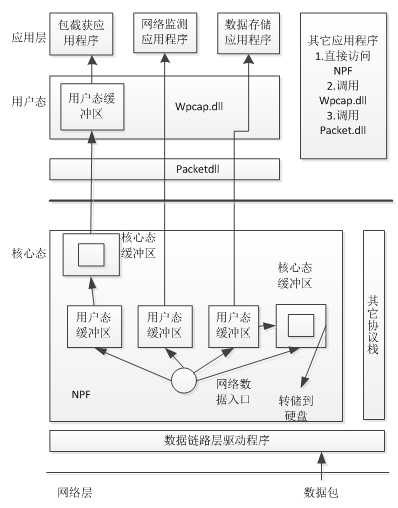 应用层
包截获应
用程序
网络监测
应用程序
数据存储
应用程序
其它应用程序
1.直接访问
NPF
2.调用
Wpcap.dll
3.调用
Packet.dll
用户态
用户态缓
冲区
Wpcap.dll
Packetdll
核心态
核心态
缓冲区
核心态
缓冲区
用户态
缓冲区
用户态
缓冲区
用户态
缓冲区
其它协议栈
NPF
网络数
据入口
转储到
硬盘
数据链路层驱动程序
网络层
数据包